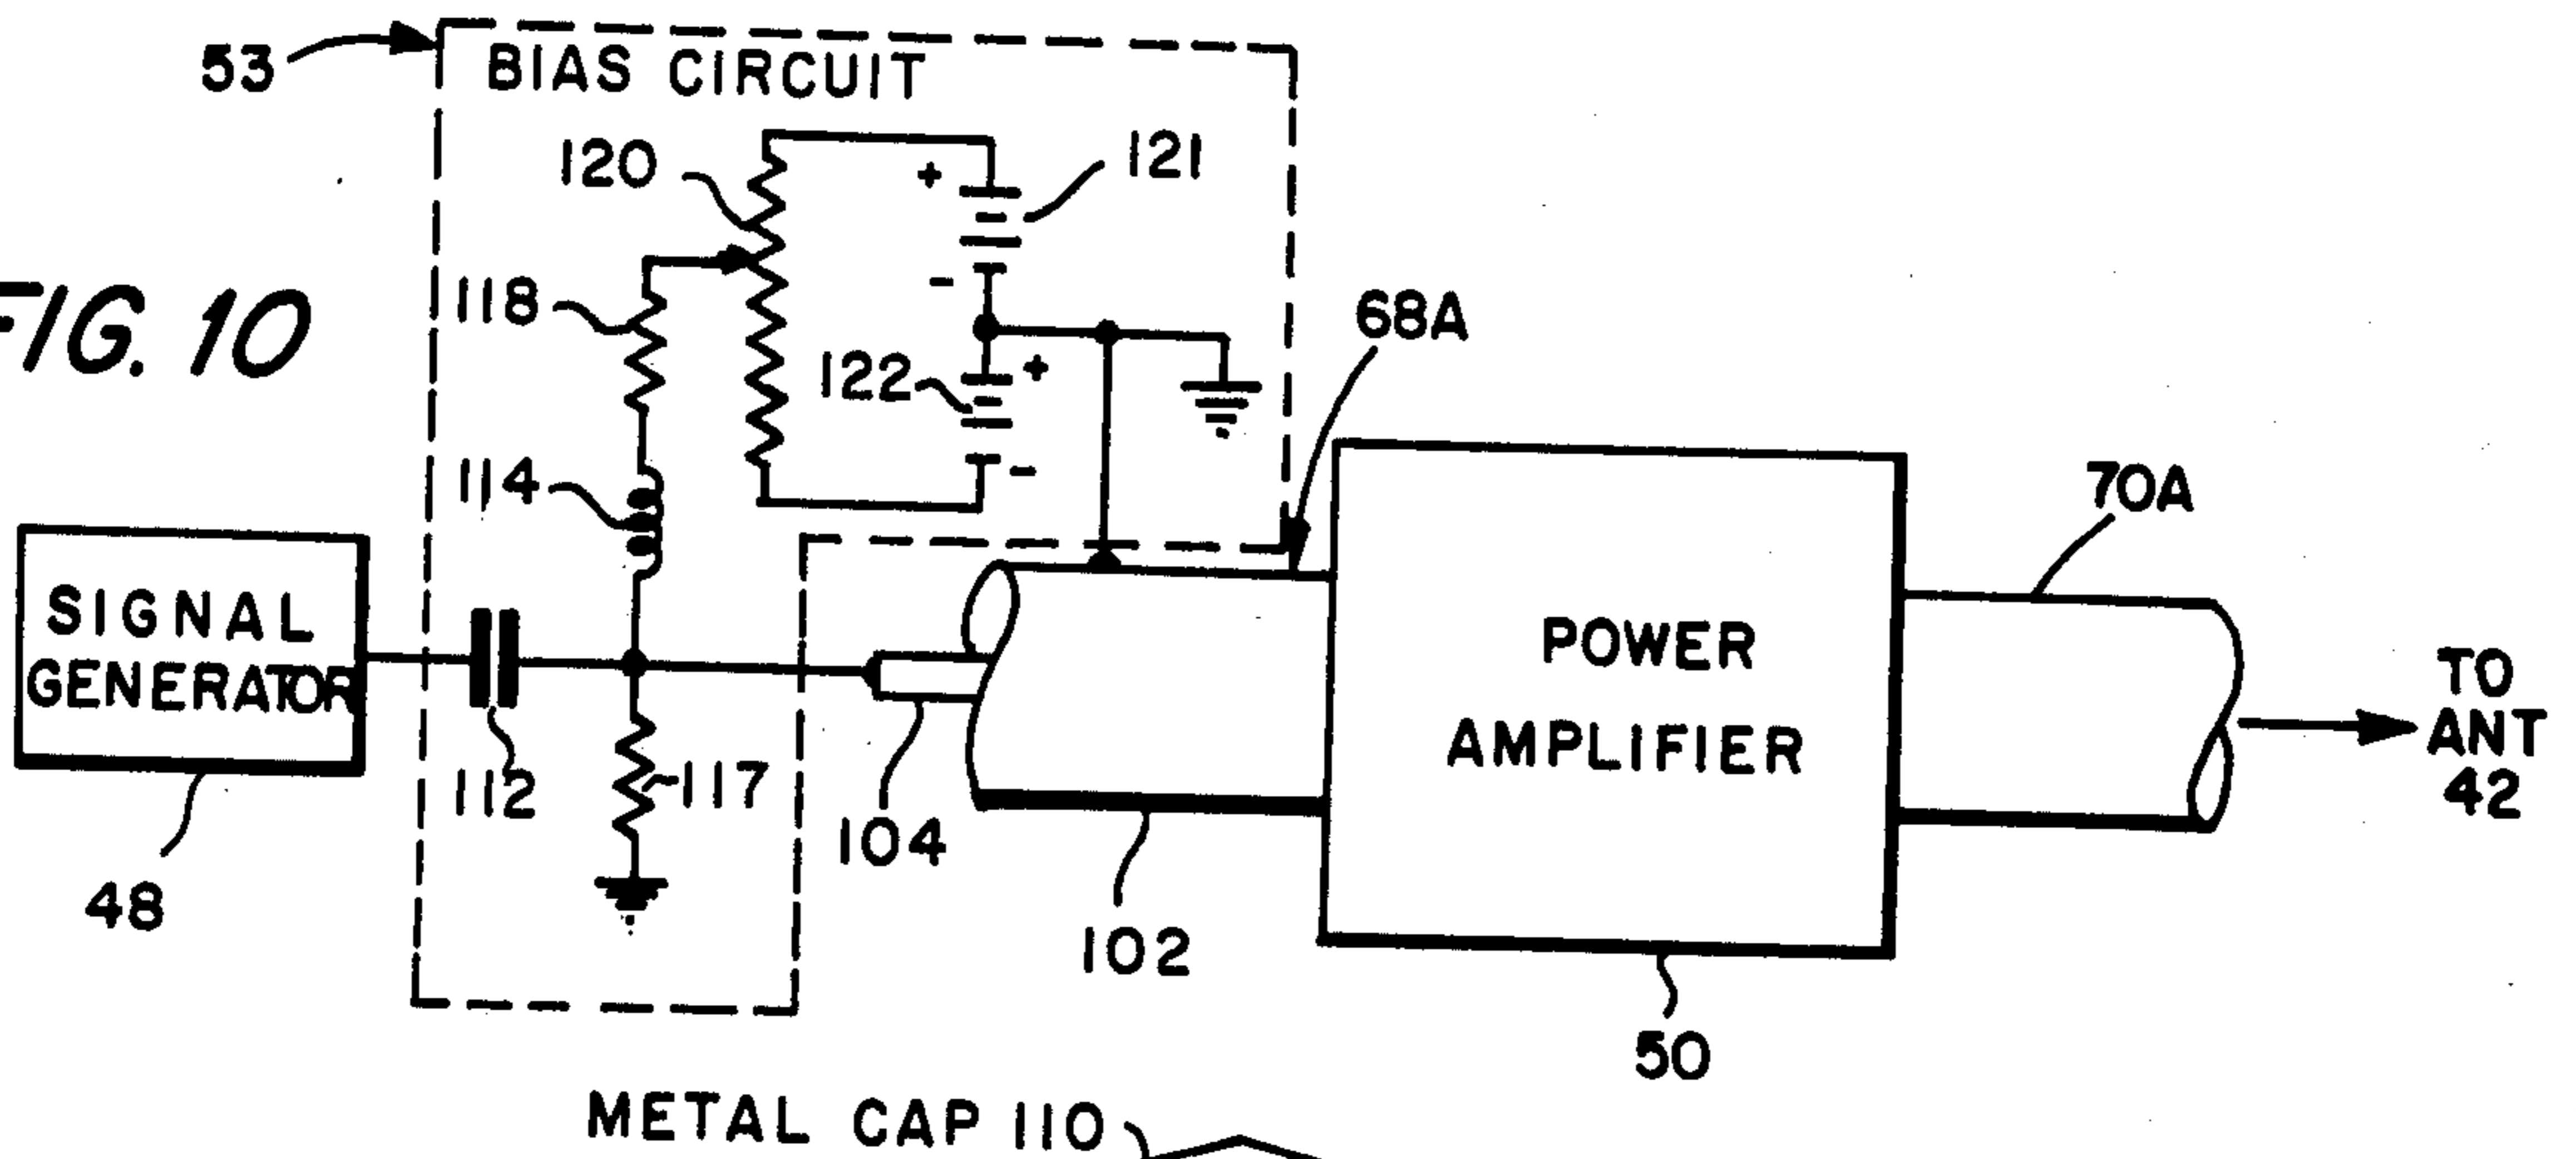 53
BIAS CIRCUIT
120
+
121
-
FIG. 10
118
68A
122
+
-
114
70A
SIGNAL
GENERATOR
POWER
AMPLIFIER
TO
ANT
42
112
117
104
48
102
50
METAL CAP 110